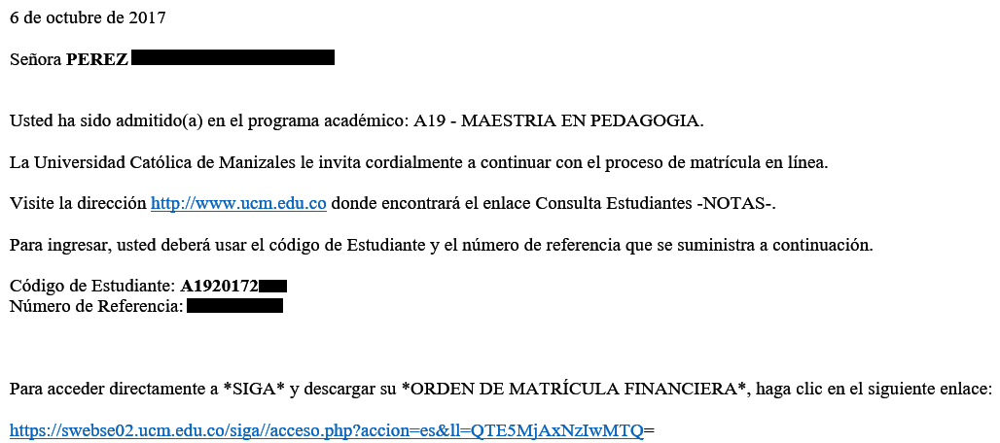 6 de octubre de 2017
Señora PEREZ
Usted ha sido admitido(a) en el programa académico: A19 - MAESTRIA EN PEDAGOGIA.
La Universidad Católica de Manizales le invita cordialmente a continuar con el proceso de matrícula en línea.
Visite la dirección http://www.ucm.edu.co donde encontrará el enlace Consulta Estudiantes -NOTAS-.
Para ingresar, usted deberá usar el código de Estudiante y el número de referencia que se suministra a continuación.
Código de Estudiante: A1920172
Número de Referencia:
Para acceder directamente a *SIGA* y descargar su *ORDEN DE MATRÍCULA FINANCIERA*, haga clic en el siguiente enlace:
https://swebse02.ucm.edu.co/siga//acceso.php?accion=es&ll=QTE5MjAxNzIwMTQ=